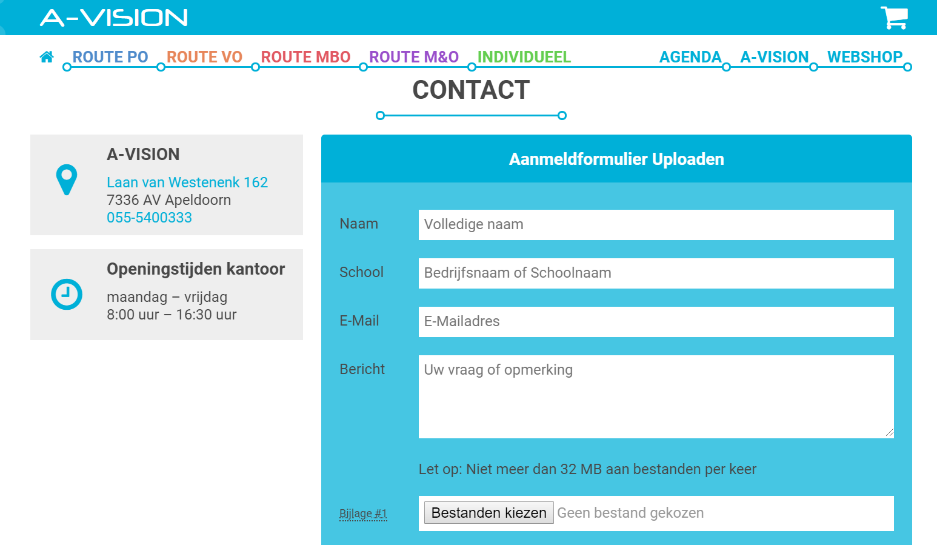 A-VISION
ROUTE PO ROUTE VO ROUTE MBO ROUTE M&O INDIVIDUEEL AGENDA A-VISION WEBSHOP
CONTACT
A-VISION
Laan van Westenenk 162
7336 AV Apeldoorn
055-5400333
Openingstijden kantoor
maandag – vrijdag
8:00 uur – 16:30 uur
Aanmeldformulier Uploaden
Naam Volledige naam
School Bedrijfsnaam of Schoolnaam
E-Mail E-Mailadres
Bericht Uw vraag of opmerking
Let op: Niet meer dan 32 MB aan bestanden per keer
Bijlage #1 Bestanden kiezen Geen bestand gekozen